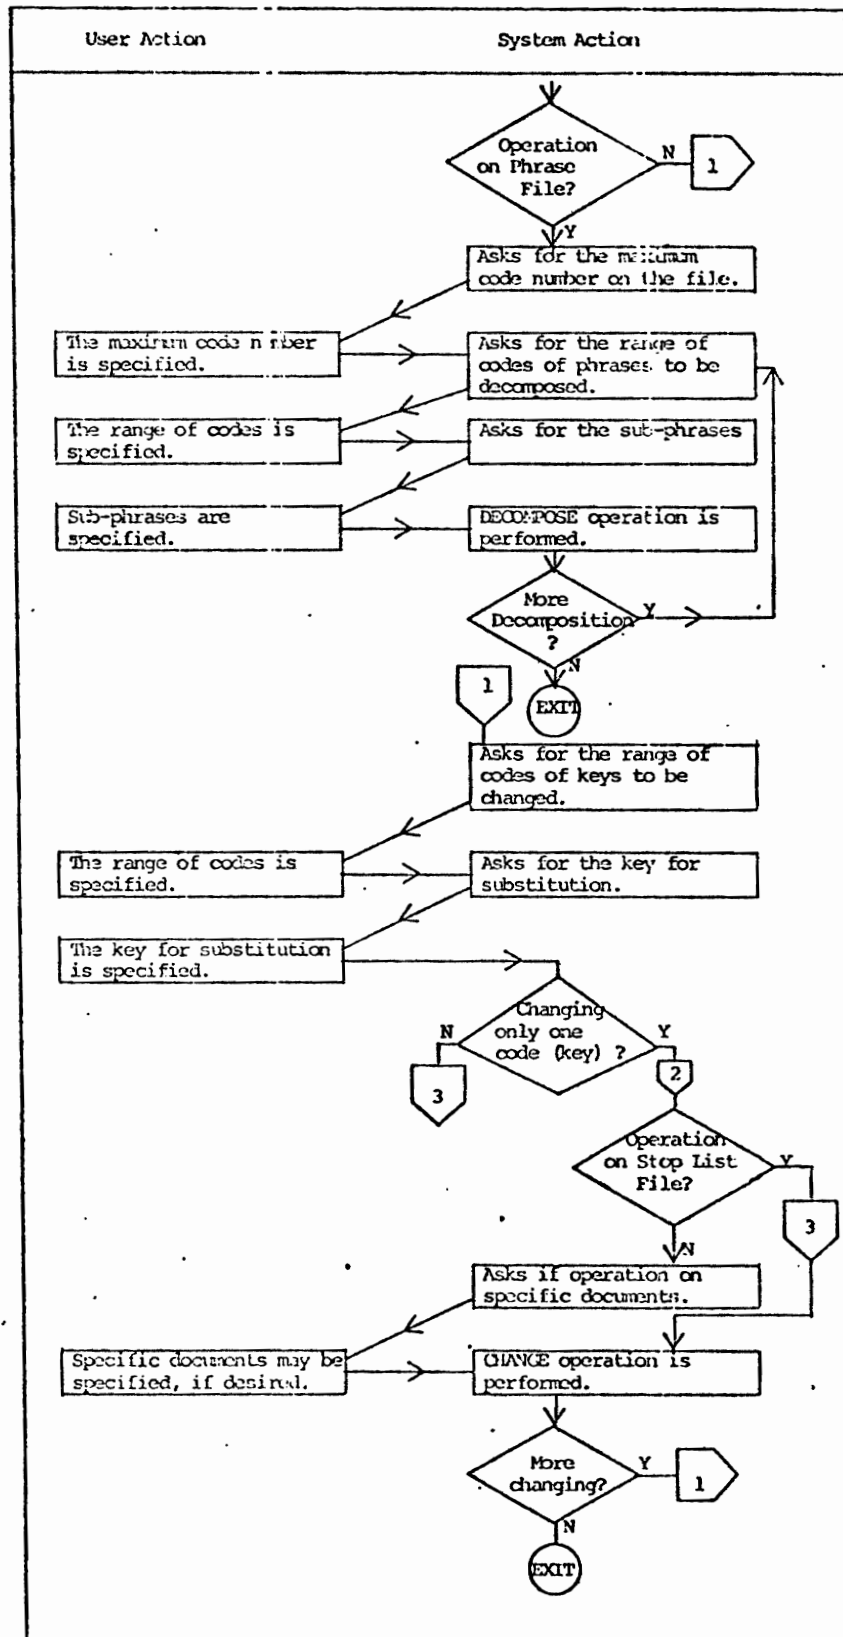 User Action
System Action
Operation
on Phrase
File?
N
1
Y
Asks for the maximum
code number on the file.
The maximum code n mber
is specified.
Asks for the range of
codes of phrases to be
decomposed.
The range of codes is
specified.
Asks for the sub-phrases
Sub-phrases are
specified.
DECOMPOSE operation is
performed.
More
Decomposition
?
Y
N
1
EXIT
Asks for the range of
codes of keys to be
changed.
The range of codes is
specified.
Asks for the key for
substitution.
The key for substitution
is specified.
Changing
only one
code (key) ?
N
Y
3
2
Operation
on Stop List
File?
Y
3
N
Asks if operation on
specific documents.
Specific documents may be
specified, if desired.
CHANGE operation is
performed.
More
changing?
Y
1
N
EXIT